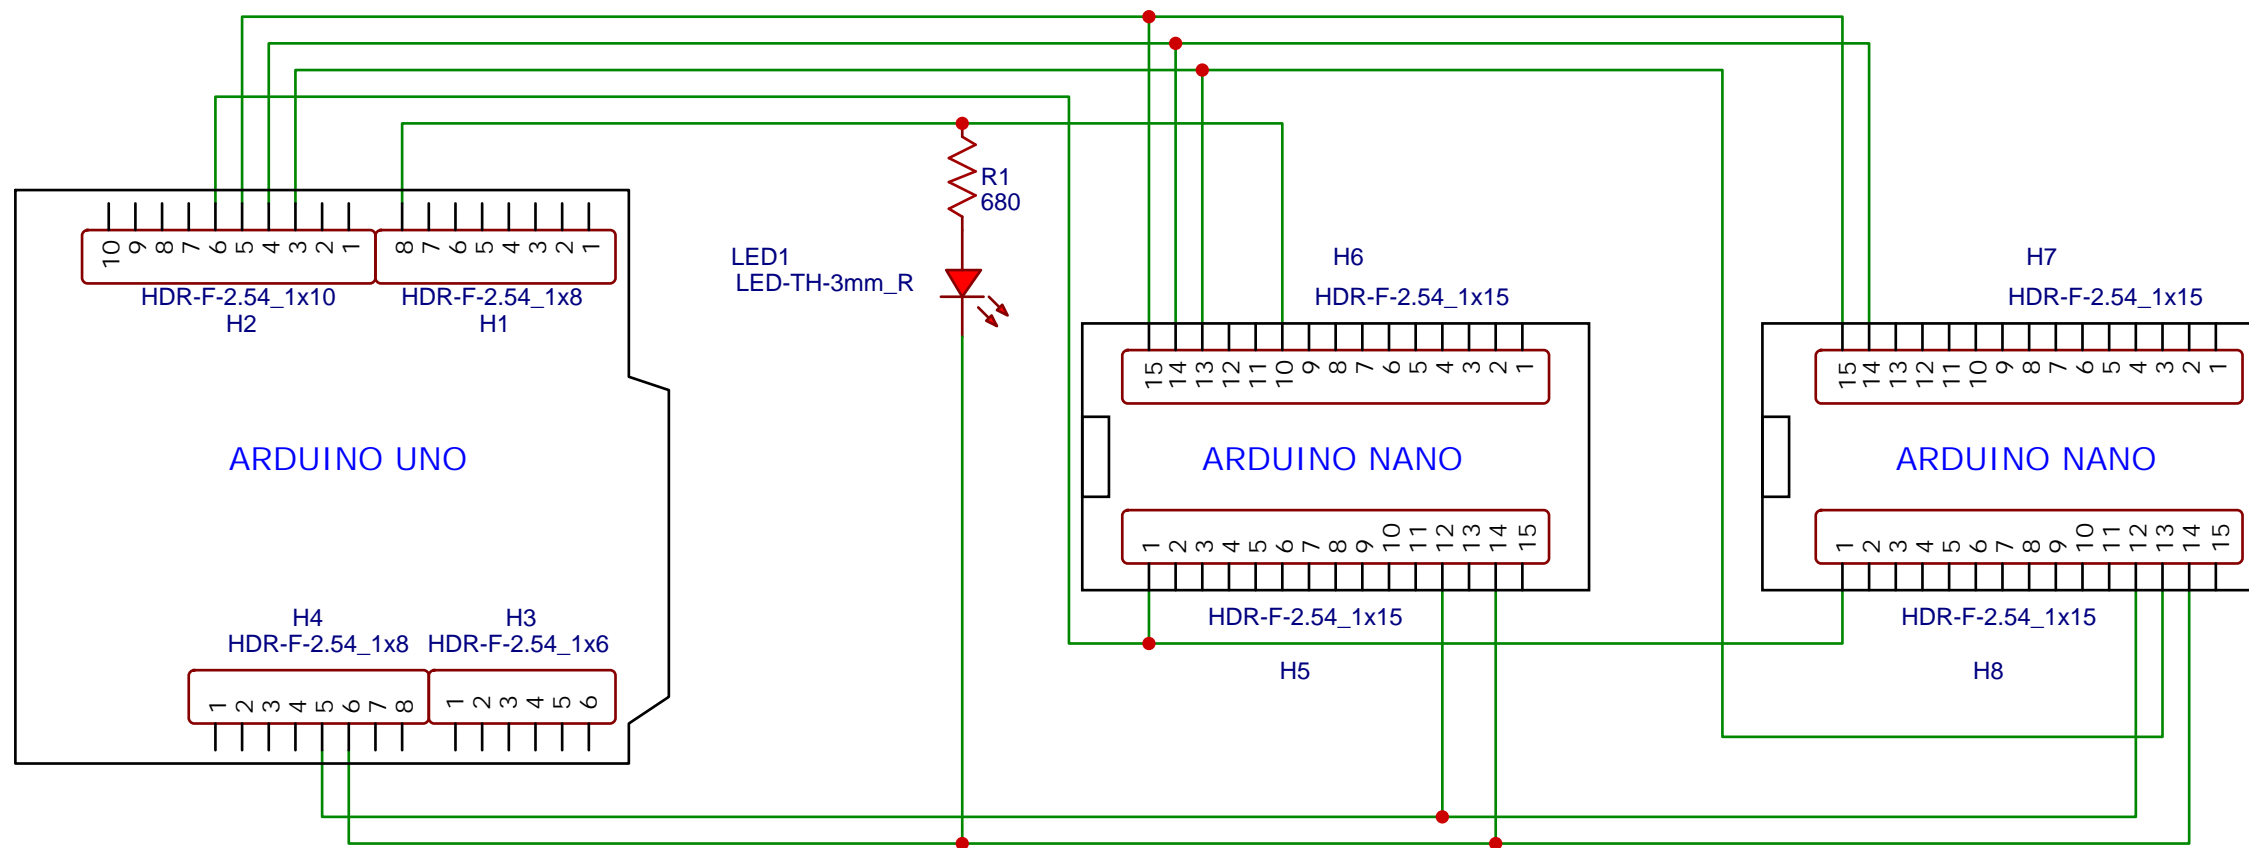 R1
680
LED1
LED-TH-3mm_R
H6
HDR-F-2.54_1x15
H7
HDR-F-2.54_1x15
10 9 8 7 6 5 4 3 2 1
8 7 6 5 4 3 2 1
HDR-F-2.54_1x10
H2
HDR-F-2.54_1x8
H1
15 14 13 12 11 10 9 8 7 6 5 4 3 2 1
15 14 13 12 11 10 9 8 7 6 5 4 3 2 1
ARDUINO UNO
ARDUINO NANO
ARDUINO NANO
1 2 3 4 5 6 7 8 9 10 11 12 13 14 15
1 2 3 4 5 6 7 8 9 10 11 12 13 14 15
H4
HDR-F-2.54_1x8
H3
HDR-F-2.54_1x6
HDR-F-2.54_1x15
H5
HDR-F-2.54_1x15
H8
1 2 3 4 5 6 7 8
1 2 3 4 5 6